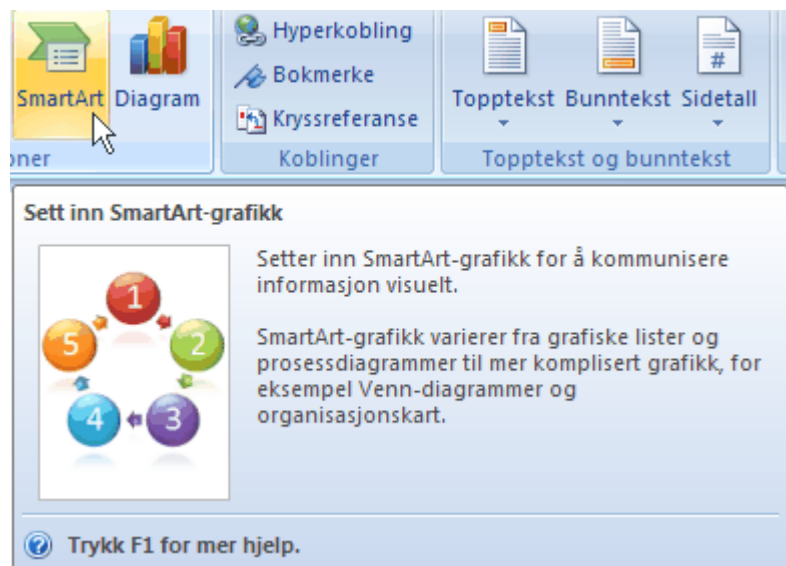 Hyperkobling
Bokmerke
SmartArt Diagram Kryssreferanse Topptekst Bunntekst Sidetall
#
oner Koblinger Topptekst og bunntekst
Sett inn SmartArt-grafikk
Setter inn SmartArt-grafikk for å kommunisere
informasjon visuelt.
SmartArt-grafikk varierer fra grafiske lister og
prosessdiagrammer til mer komplisert grafikk, for
eksempel Venn-diagrammer og
organisasjonskart.
1
5 2
4 3
Trykk F1 for mer hjelp.